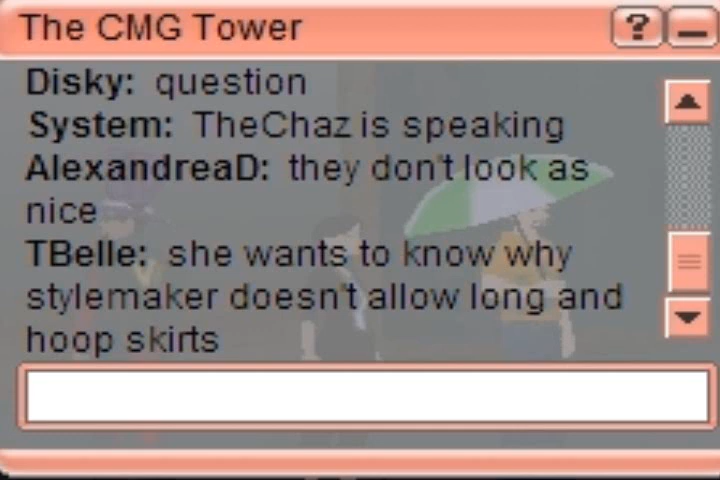 The CMG Tower
?
Disky: question
System: TheChaz is speaking
AlexandreaD: they don't look as
nice
TBelle: she wants to know why
stylemaker doesn't allow long and
hoop skirts